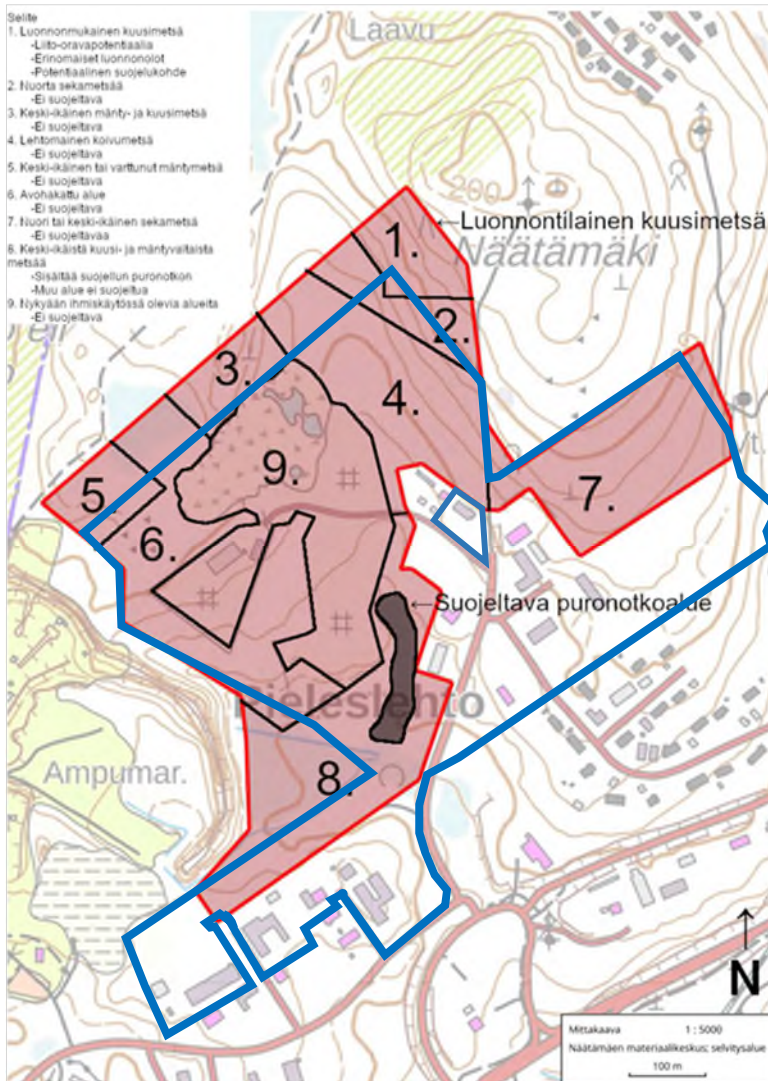 Selite
1. Luonnonmukainen kuusimetsä
-Liito-oravapotentiaalia
-Erinomaiset luonnonolot
-Potentiaalinen suojelukohde
2. Nuorta sekametsää
-Ei suojeltava
3. Keski-ikäinen mänty- ja kuusimetsä
-Ei suojeltava
4. Lehtomainen koivumetsä
-Ei suojeltava
5. Keski-ikäinen tai varttunut mäntymetsä
-Ei suojeltava
6. Avohakattu alue
-Ei suojeltava
7. Nuori tai keski-ikäinen sekametsä
-Ei suojeltavaa
8. Keski-ikäistä kuusi- ja mäntyvaltaista
metsää
-Sisältää suojellun puronotkon
-Muu alue ei suojeltua
9. Nykyään ihmiskäytössä olevia alueita
-Ei suojeltava
Laavu
200
1.
←Luonnontilainen kuusimetsä
Näätämäki
2.
3.
4.
9.
5.
6.
7.
←Suojeltava puronotkoalue
Rieleslehto
Ampumar.
8.
N
Mittakaava 1 : 5000
Näätämäen materiaalikeskus; selvitysalue
100 m